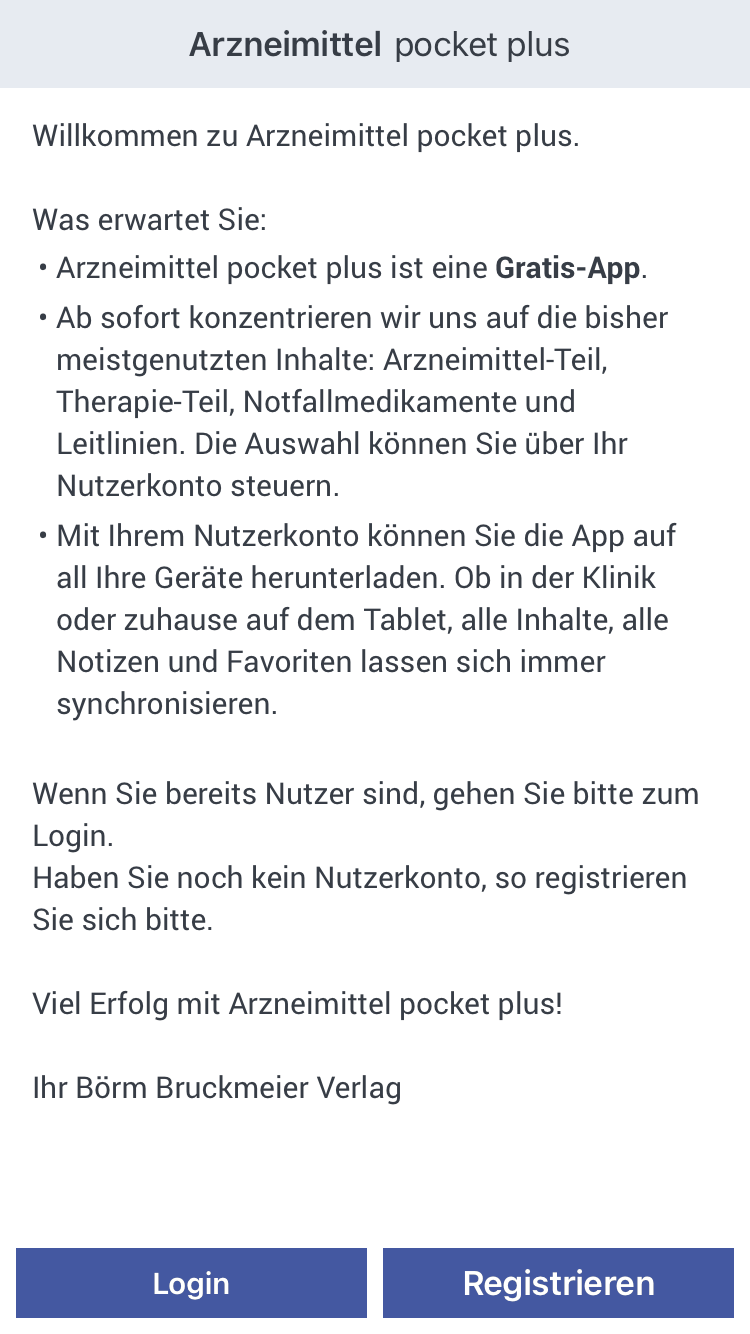 Arzneimittel pocket plus
Willkommen zu Arzneimittel pocket plus.
Was erwartet Sie:
• Arzneimittel pocket plus ist eine Gratis-App.
• Ab sofort konzentrieren wir uns auf die bisher
meistgenutzten Inhalte: Arzneimittel-Teil,
Therapie-Teil, Notfallmedikamente und
Leitlinien. Die Auswahl können Sie über Ihr
Nutzerkonto steuern.
• Mit Ihrem Nutzerkonto können Sie die App auf
all Ihre Geräte herunterladen. Ob in der Klinik
oder zuhause auf dem Tablet, alle Inhalte, alle
Notizen und Favoriten lassen sich immer
synchronisieren.
Wenn Sie bereits Nutzer sind, gehen Sie bitte zum
Login.
Haben Sie noch kein Nutzerkonto, so registrieren
Sie sich bitte.
Viel Erfolg mit Arzneimittel pocket plus!
Ihr Börm Bruckmeier Verlag
Login
Registrieren